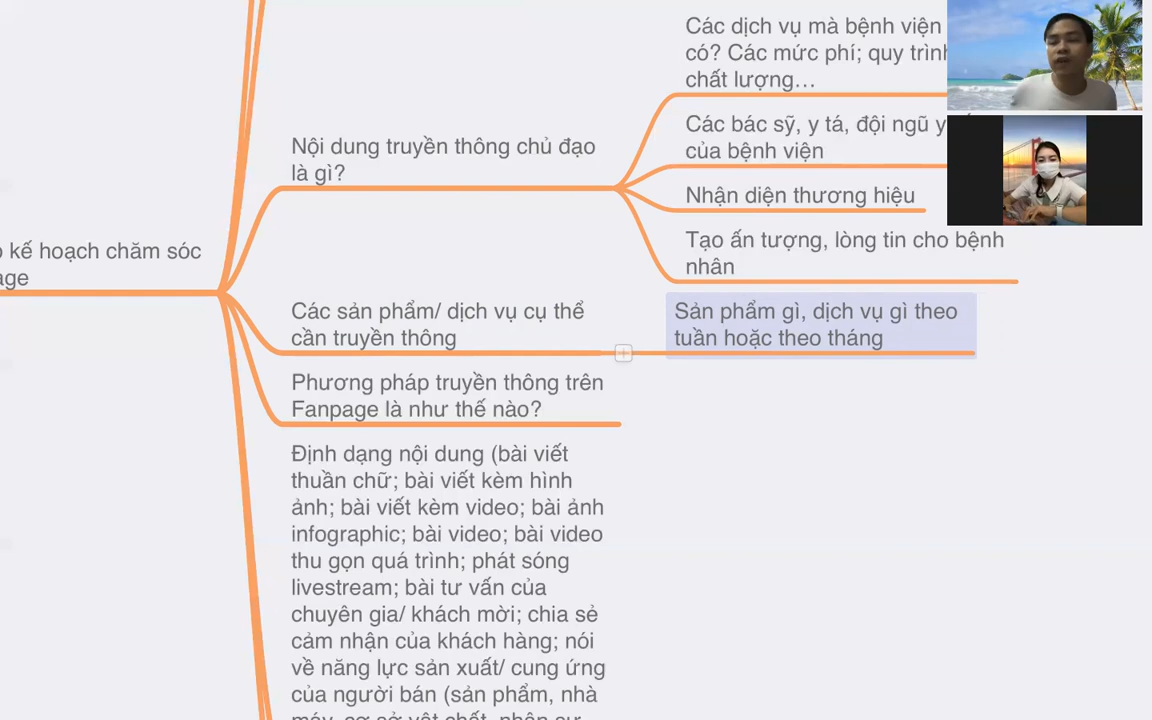 Các dịch vụ mà bệnh viện
có? Các mức phí; quy trình
chất lượng...
Các bác sỹ, y tá, đội ngũ y
của bệnh viện
Nhận diện thương hiệu
Tạo ấn tượng, lòng tin cho bệnh
nhân
Nội dung truyền thông chủ đạo
là gì?
kế hoạch chăm sóc
Các sản phẩm/ dịch vụ cụ thể
cần truyền thông
Sản phẩm gì, dịch vụ gì theo
tuần hoặc theo tháng
Phương pháp truyền thông trên
Fanpage là như thế nào?
Định dạng nội dung (bài viết
thuần chữ; bài viết kèm hình
ảnh; bài viết kèm video; bài ảnh
infographic; bài video; bài video
thu gọn quá trình; phát sóng
livestream; bài tư vấn của
chuyên gia/ khách mời; chia sẻ
cảm nhận của khách hàng; nói
về năng lực sản xuất/ cung ứng
của người bán (sản phẩm, nhà
máy, cơ sở vật chất, nhân sự